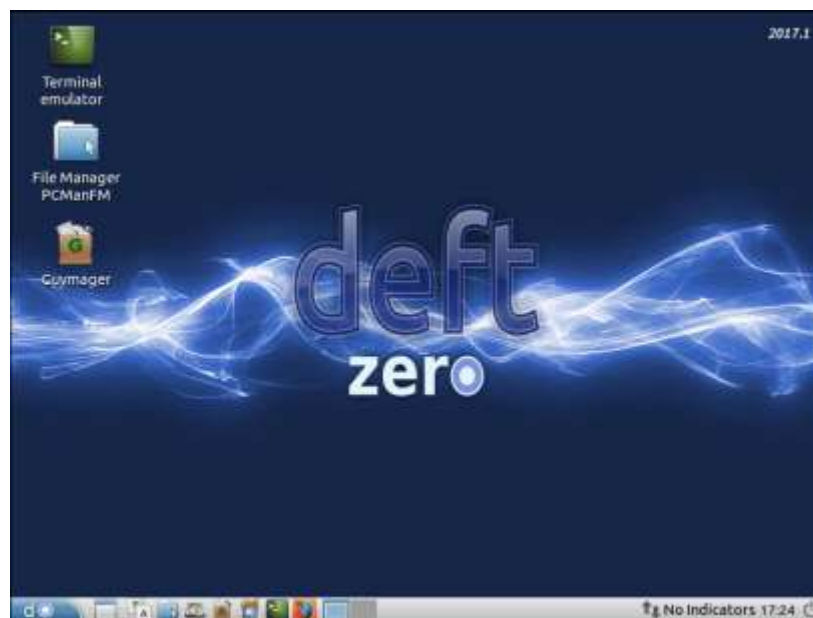 2017.1
Terminal
emulator
File Manager
PCManFM
Guymager
deft
zero
No Indicators 17:24